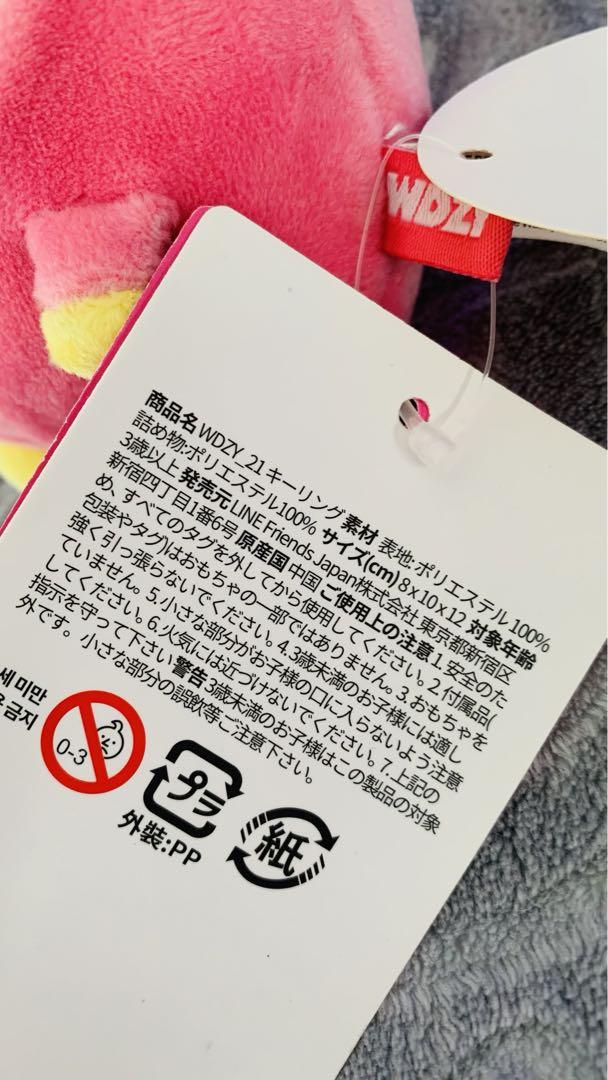 WDZY
商品名 WDZY_21 キーリング 素材 表地:ポリエステル100%
詰め物:ポリエステル100% サイズ(cm) 8 x 10 x 12 対象年齢
3歳以上 発売元 LINE Friends Japan株式会社 東京都新宿区
新宿四丁目1番6号 原産国 中国 ご使用上の注意 1.安全のた
め、すべてのタグを外してから使用してください。2.付属品(
包装やタグ)はおもちゃの一部ではありません。3.おもちゃを
強く引っ張らないでください。4.3歳未満のお子様には適し
ていません。5.小さな部分がお子様の口に入らないよう注意
してください。6.火気には近づけないでください。7.上記の
指示を守って下さい 警告 3歳未満のお子様はこの製品の対象
外です。小さな部分の誤飲等ご注意下さい。
세 미만
금지
0-3
プラ
外装:PP
紙